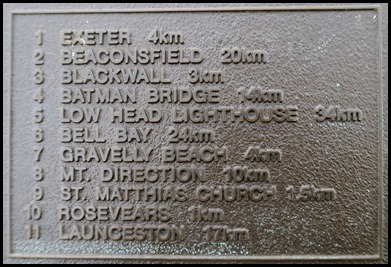 1 EXETER 4km
2 BEACONSFIELD 20km
3 BLACKWALL 3km
4 BATMAN BRIDGE 14km
5 LOW HEAD LIGHTHOUSE 34km
6 BELL BAY 24km
7 GRAVELLY BEACH 4km
8 MT. DIRECTION 10km
9 ST. MATTHIAS CHURCH 1.5km
10 ROSEVEARS 1km
11 LAUNCESTON 17km